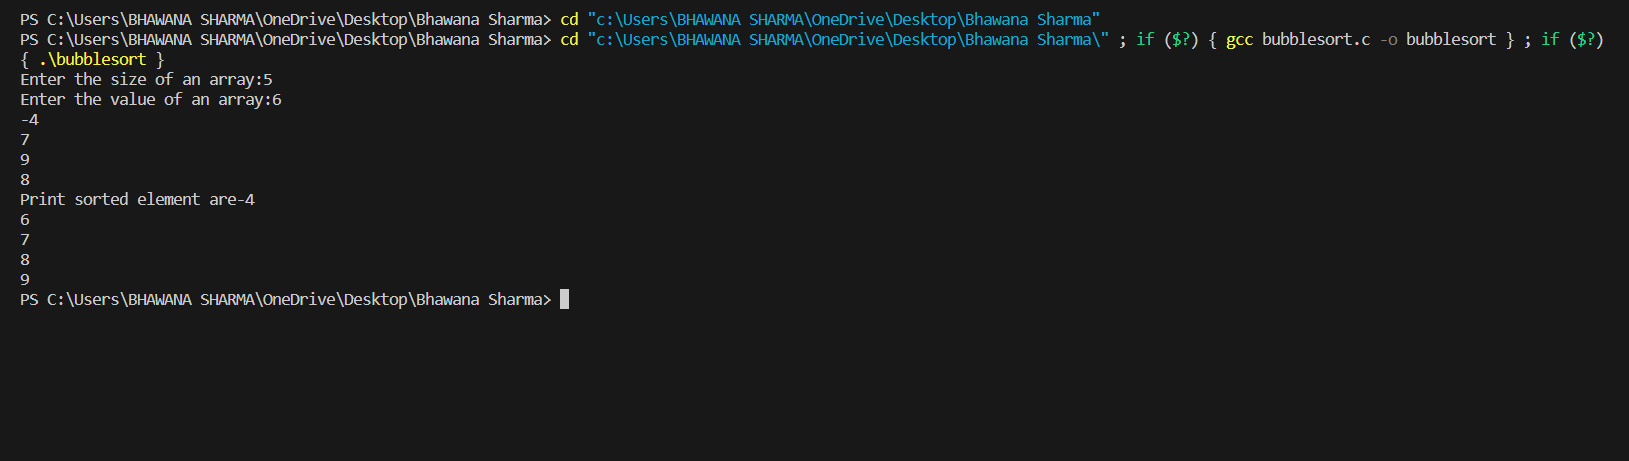 PS C:\Users\BHAWANA SHARMA\OneDrive\Desktop\Bhawana Sharma> cd "c:\Users\BHAWANA SHARMA\OneDrive\Desktop\Bhawana Sharma"
PS C:\Users\BHAWANA SHARMA\OneDrive\Desktop\Bhawana Sharma> cd "c:\Users\BHAWANA SHARMA\OneDrive\Desktop\Bhawana Sharma\" ; if ($?) { gcc bubblesort.c -o bubblesort } ; if ($?)
{ .\bubblesort }
Enter the size of an array:5
Enter the value of an array:6
-4
7
9
8
Print sorted element are-4
6
7
8
9
PS C:\Users\BHAWANA SHARMA\OneDrive\Desktop\Bhawana Sharma>